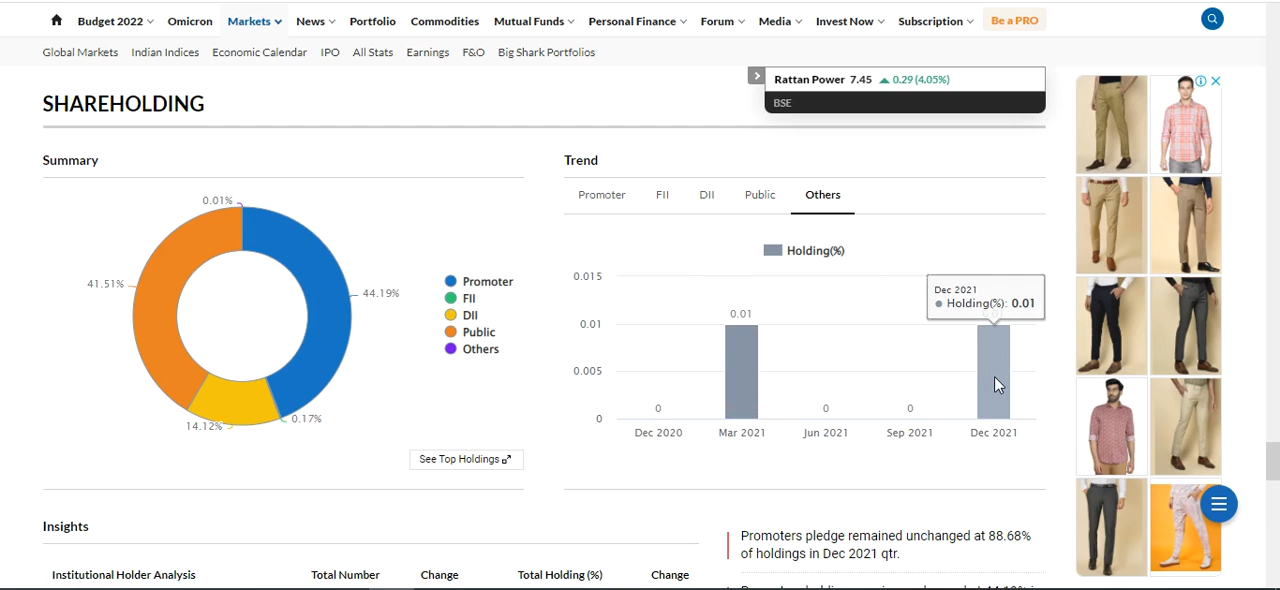 Budget 2022 Omicron Markets News Portfolio Commodities Mutual Funds Personal Finance Forum Media Invest Now Subscription Be a PRO
Global Markets Indian Indices Economic Calendar IPO All Stats Earnings F&O Big Shark Portfolios
Rattan Power 7.45 0.29 (4.05%)
BSE
SHAREHOLDING
Summary
0.01%
41.51%
44.19%
14.12%
0.17%
Promoter
FII
DII
Public
Others
See Top Holdings
Trend
Promoter FII DII Public Others
Holding(%)
0.015
0.01
0.005
0
0
0.01
0
0
Dec 2021
Holding(%): 0.01
Dec 2020 Mar 2021 Jun 2021 Sep 2021 Dec 2021
Insights
Institutional Holder Analysis Total Number Change Total Holding (%) Change
Promoters pledge remained unchanged at 88.68%
of holdings in Dec 2021 qtr.